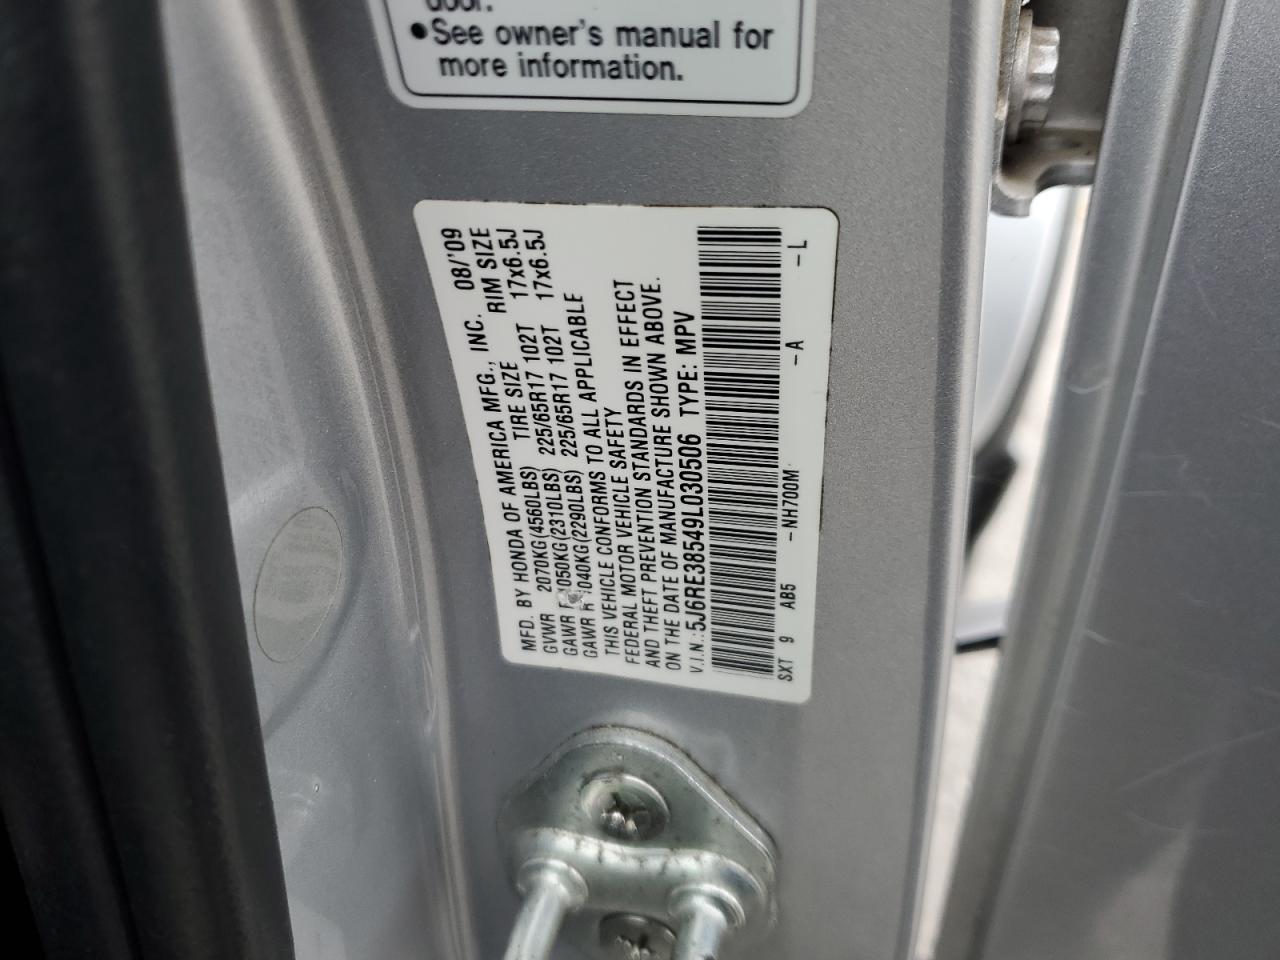 door.
●See owner's manual for
more information.
MFD. BY HONDA OF AMERICA MFG., INC. 08/'09
GVWR 2070KG(4560LBS) TIRE SIZE RIM SIZE
GAWR 050KG(2310LBS) 225/65R17 102T 17x6.5J
GAWR R 040KG(2290LBS) 225/65R17 102T 17x6.5J
THIS VEHICLE CONFORMS TO ALL APPLICABLE
FEDERAL MOTOR VEHICLE SAFETY
AND THEFT PREVENTION STANDARDS IN EFFECT
ON THE DATE OF MANUFACTURE SHOWN ABOVE.
V.I.N.:5J6RE38549L030506 TYPE: MPV
SXT 9 AB5 -NH700M -A -L